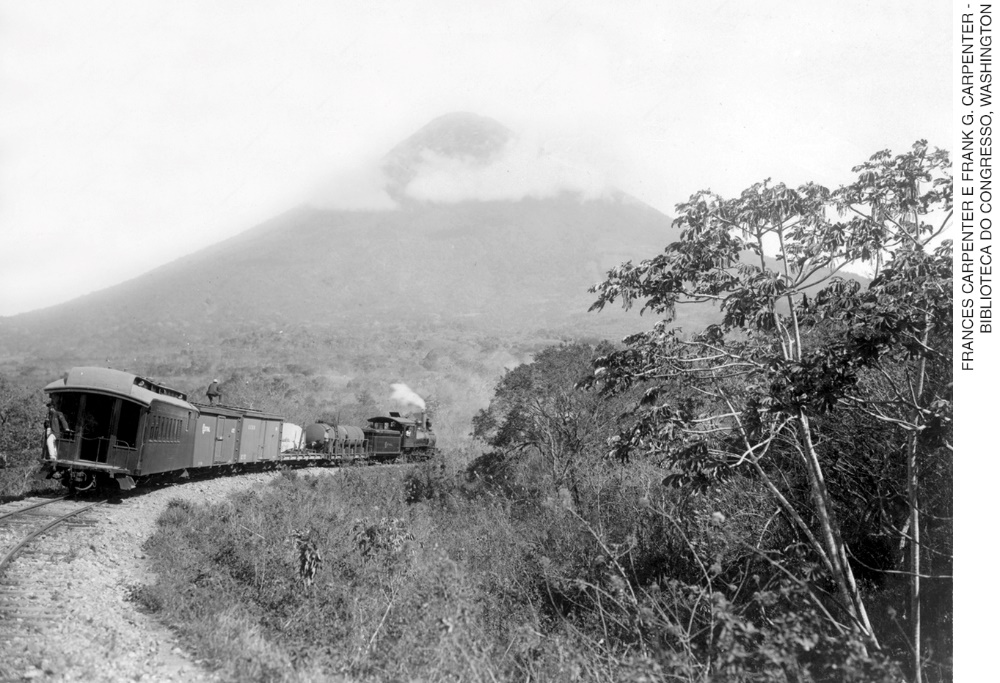 FRANCES CARPENTER E FRANK G. CARPENTER -
BIBLIOTECA DO CONGRESSO, WASHINGTON